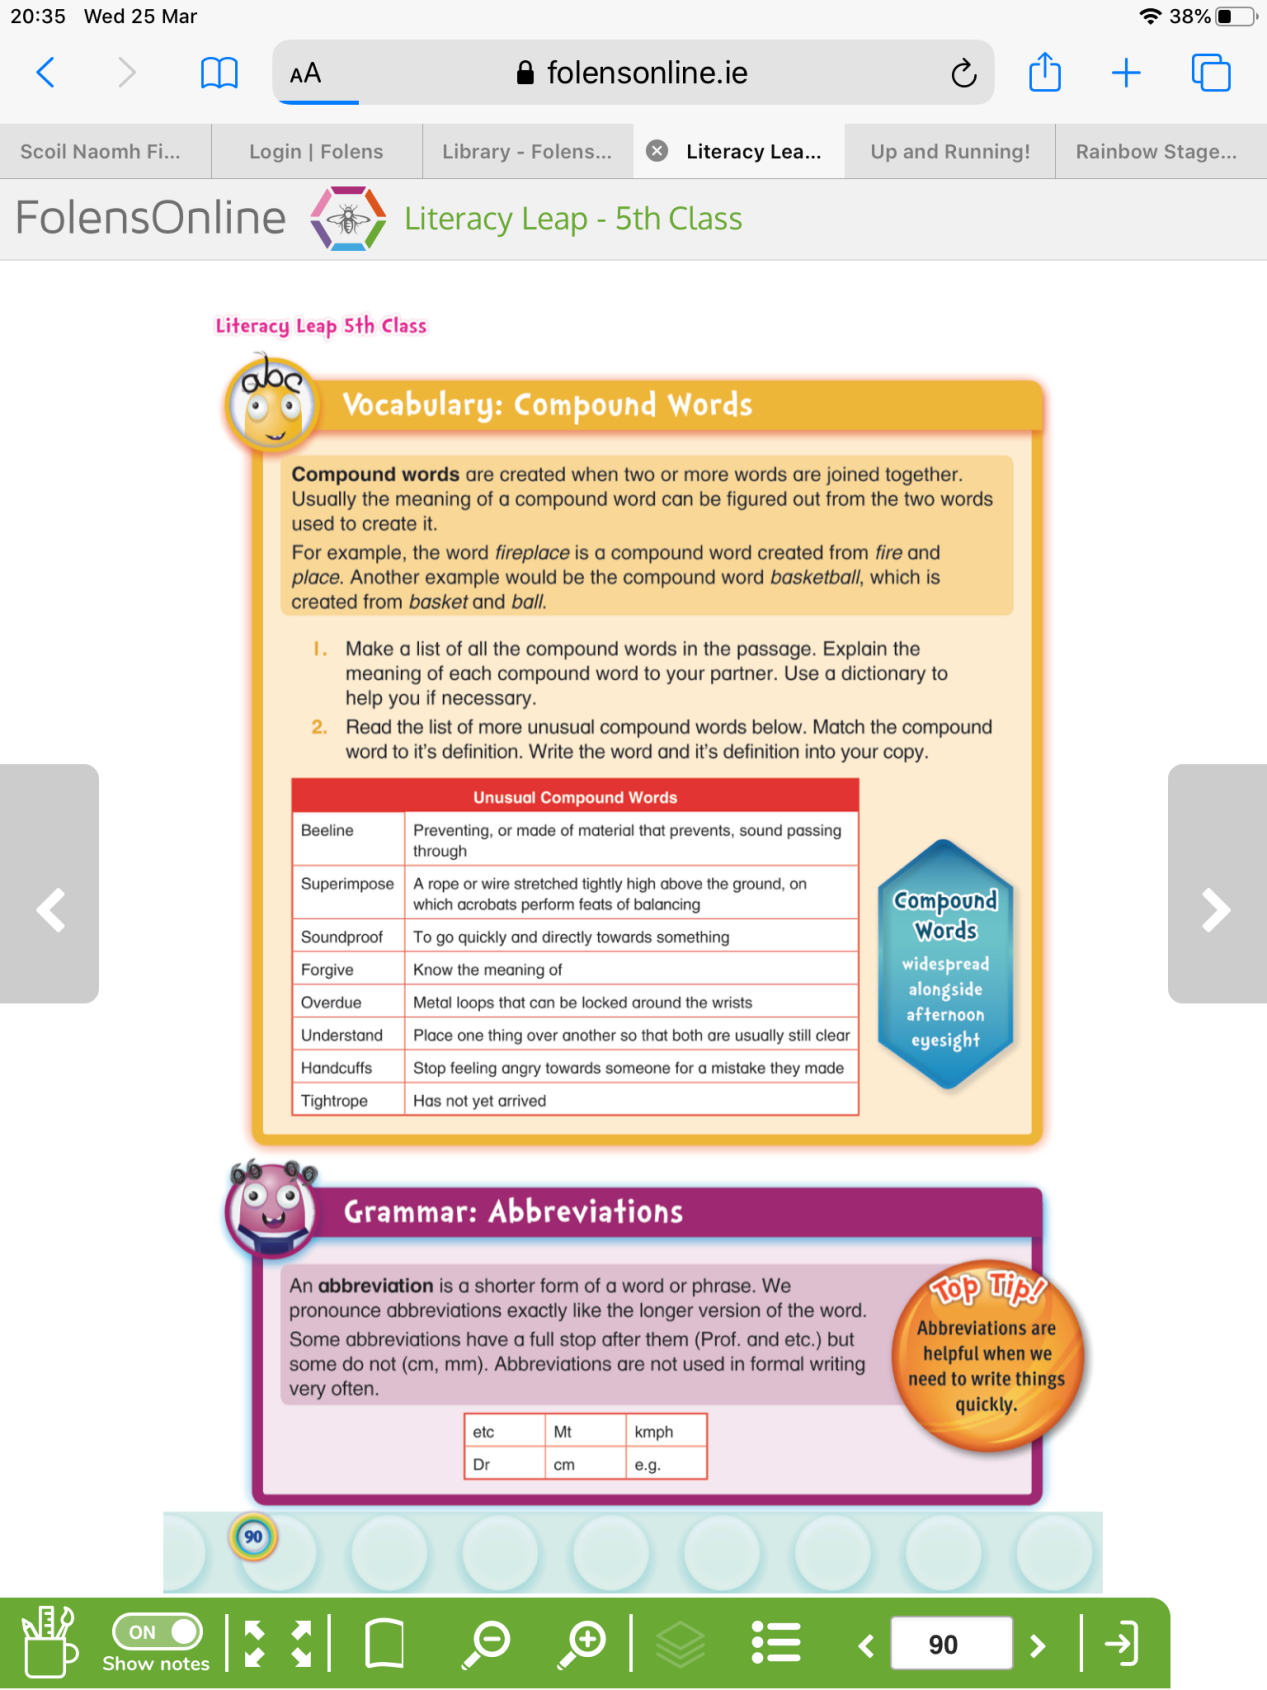 20:35 Wed 25 Mar
38%
AA
folensonline.ie
Scoil Naomh Fi...
Login | Folens
Library - Folens...
Literacy Lea...
Up and Running!
Rainbow Stage...
FolensOnline
Literacy Leap - 5th Class
Literacy Leap 5th Class
abc
Vocabulary: Compound Words
Compound words are created when two or more words are joined together.
Usually the meaning of a compound word can be figured out from the two words
used to create it.
For example, the word fireplace is a compound word created from fire and
place. Another example would be the compound word basketball, which is
created from basket and ball.
1. Make a list of all the compound words in the passage. Explain the
meaning of each compound word to your partner. Use a dictionary to
help you if necessary.
2. Read the list of more unusual compound words below. Match the compound
word to it's definition. Write the word and it's definition into your copy.
Unusual Compound Words
Beeline Preventing, or made of material that prevents, sound passing
through
Superimpose A rope or wire stretched tightly high above the ground, on
which acrobats perform feats of balancing
Soundproof To go quickly and directly towards something
Forgive Know the meaning of
Overdue Metal loops that can be locked around the wrists
Understand Place one thing over another so that both are usually still clear
Handcuffs Stop feeling angry towards someone for a mistake they made
Tightrope Has not yet arrived
Compound
Words
widespread
alongside
afternoon
eyesight
Grammar: Abbreviations
An abbreviation is a shorter form of a word or phrase. We
pronounce abbreviations exactly like the longer version of the word.
Some abbreviations have a full stop after them (Prof. and etc.) but
some do not (cm, mm). Abbreviations are not used in formal writing
very often.
Top Tip!
Abbreviations are
helpful when we
need to write things
quickly.
etc Mt kmph
Dr cm e.g.
90
ON
Show notes
90